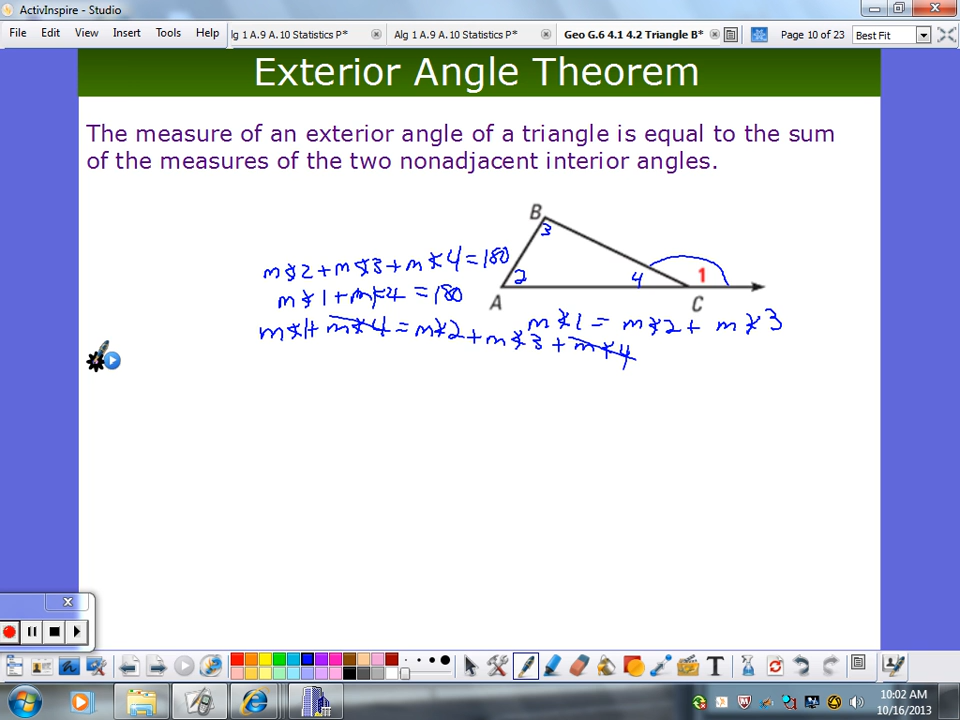 ActivInspire - Studio
File Edit View Insert Tools Help
lg 1 A.9 A.10 Statistics P* Alg 1 A.9 A.10 Statistics P* Geo G.6 4.1 4.2 Triangle B* Page 10 of 23 Best Fit
Exterior Angle Theorem
The measure of an exterior angle of a triangle is equal to the sum
of the measures of the two nonadjacent interior angles.
B
3
m∡2 + m∡3 + m∡4 = 180
2 4 1
A C
m∡1 + m∡4 = 180
m∡1 + m∡4 = m∡2 + m∡3 + m∡4
m∡1 = m∡2 + m∡3
10:02 AM
10/16/2013